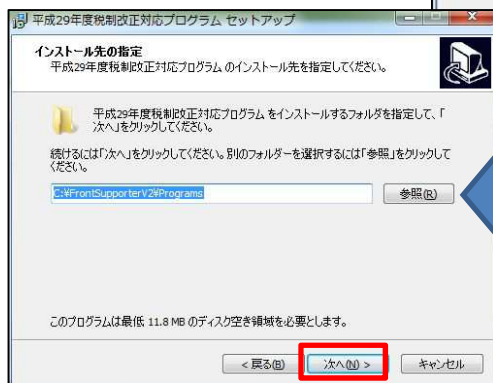 平成29年度税制改正対応プログラム セットアップ
インストール先の指定
平成29年度税制改正対応プログラム のインストール先を指定してください。
平成29年度税制改正対応プログラム をインストールするフォルダを指定して、「
次へ」をクリックしてください。
続けるには「次へ」をクリックしてください。別のフォルダーを選択するには「参照」をクリックして
ください。
C:¥FrontSupporterV2¥Programs
参照(R)
このプログラムは最低 11.8 MB のディスク空き領域を必要とします。
< 戻る(B)
次へ(N) >
キャンセル